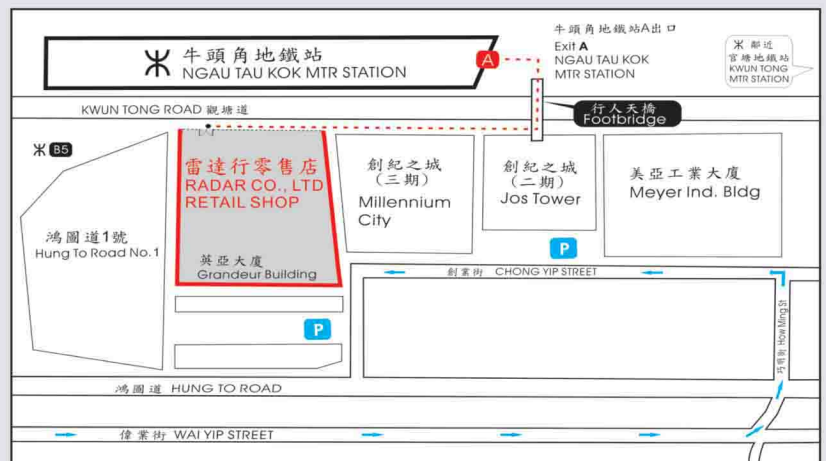 牛頭角地鐵站
NGAU TAU KOK MTR STATION
A
牛頭角地鐵站A出口
Exit A
NGAU TAU KOK
MTR STATION
鄰近
官塘地鐵站
KWUN TONG
MTR STATION
KWUN TONG ROAD 觀塘道
行人天橋
Footbridge
B5
雷達行零售店
RADAR CO., LTD
RETAIL SHOP
英亞大廈
Grandeur Building
創紀之城
(三期)
Millennium
City
創紀之城
(二期)
Jos Tower
美亞工業大廈
Meyer Ind. Bldg
鴻圖道1號
Hung To Road No.1
P
創業街 CHONG YIP STREET
P
巧明街 How Ming St
鴻圖道 HUNG TO ROAD
偉業街 WAI YIP STREET